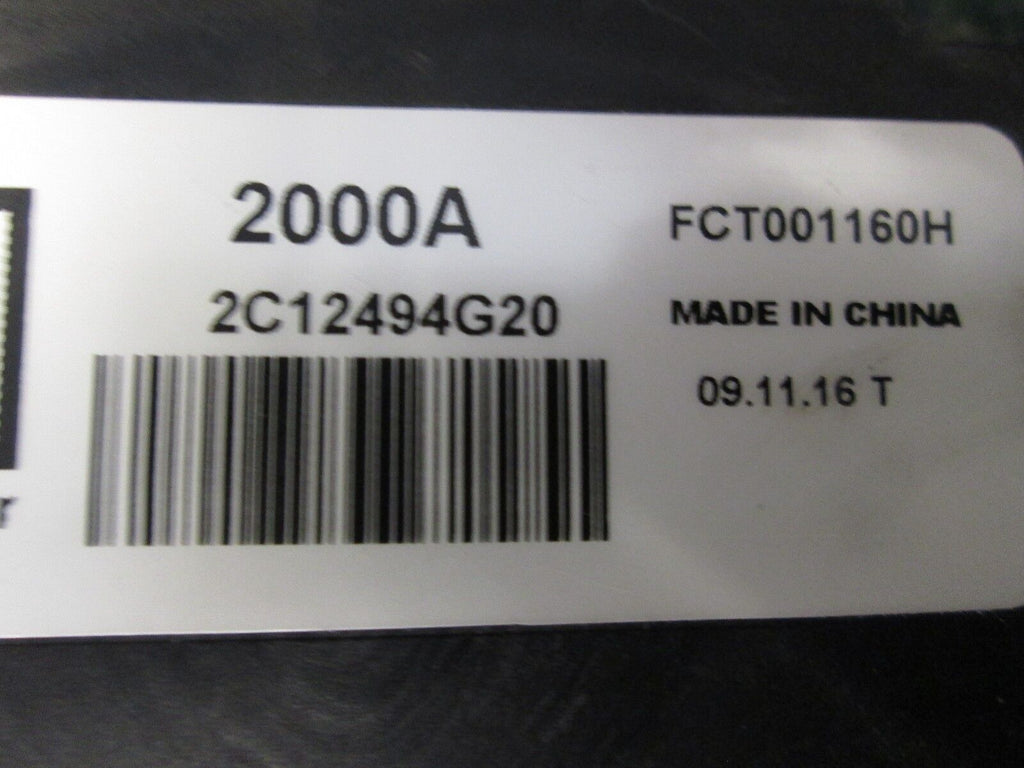 2000A
2C12494G20
FCT001160H
MADE IN CHINA
09.11.16 T